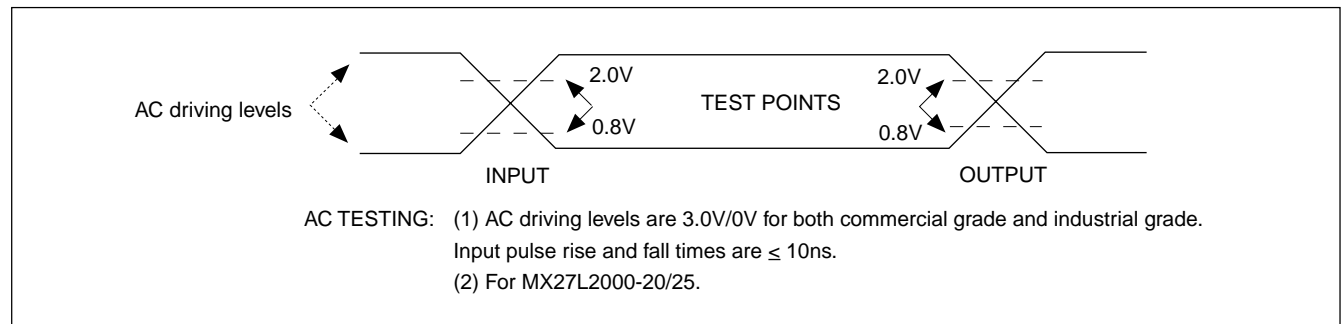 2.0V
2.0V
AC driving levels
TEST POINTS
0.8V
0.8V
INPUT
OUTPUT
AC TESTING: (1) AC driving levels are 3.0V/0V for both commercial grade and industrial grade.
Input pulse rise and fall times are ≤ 10ns.
(2) For MX27L2000-20/25.